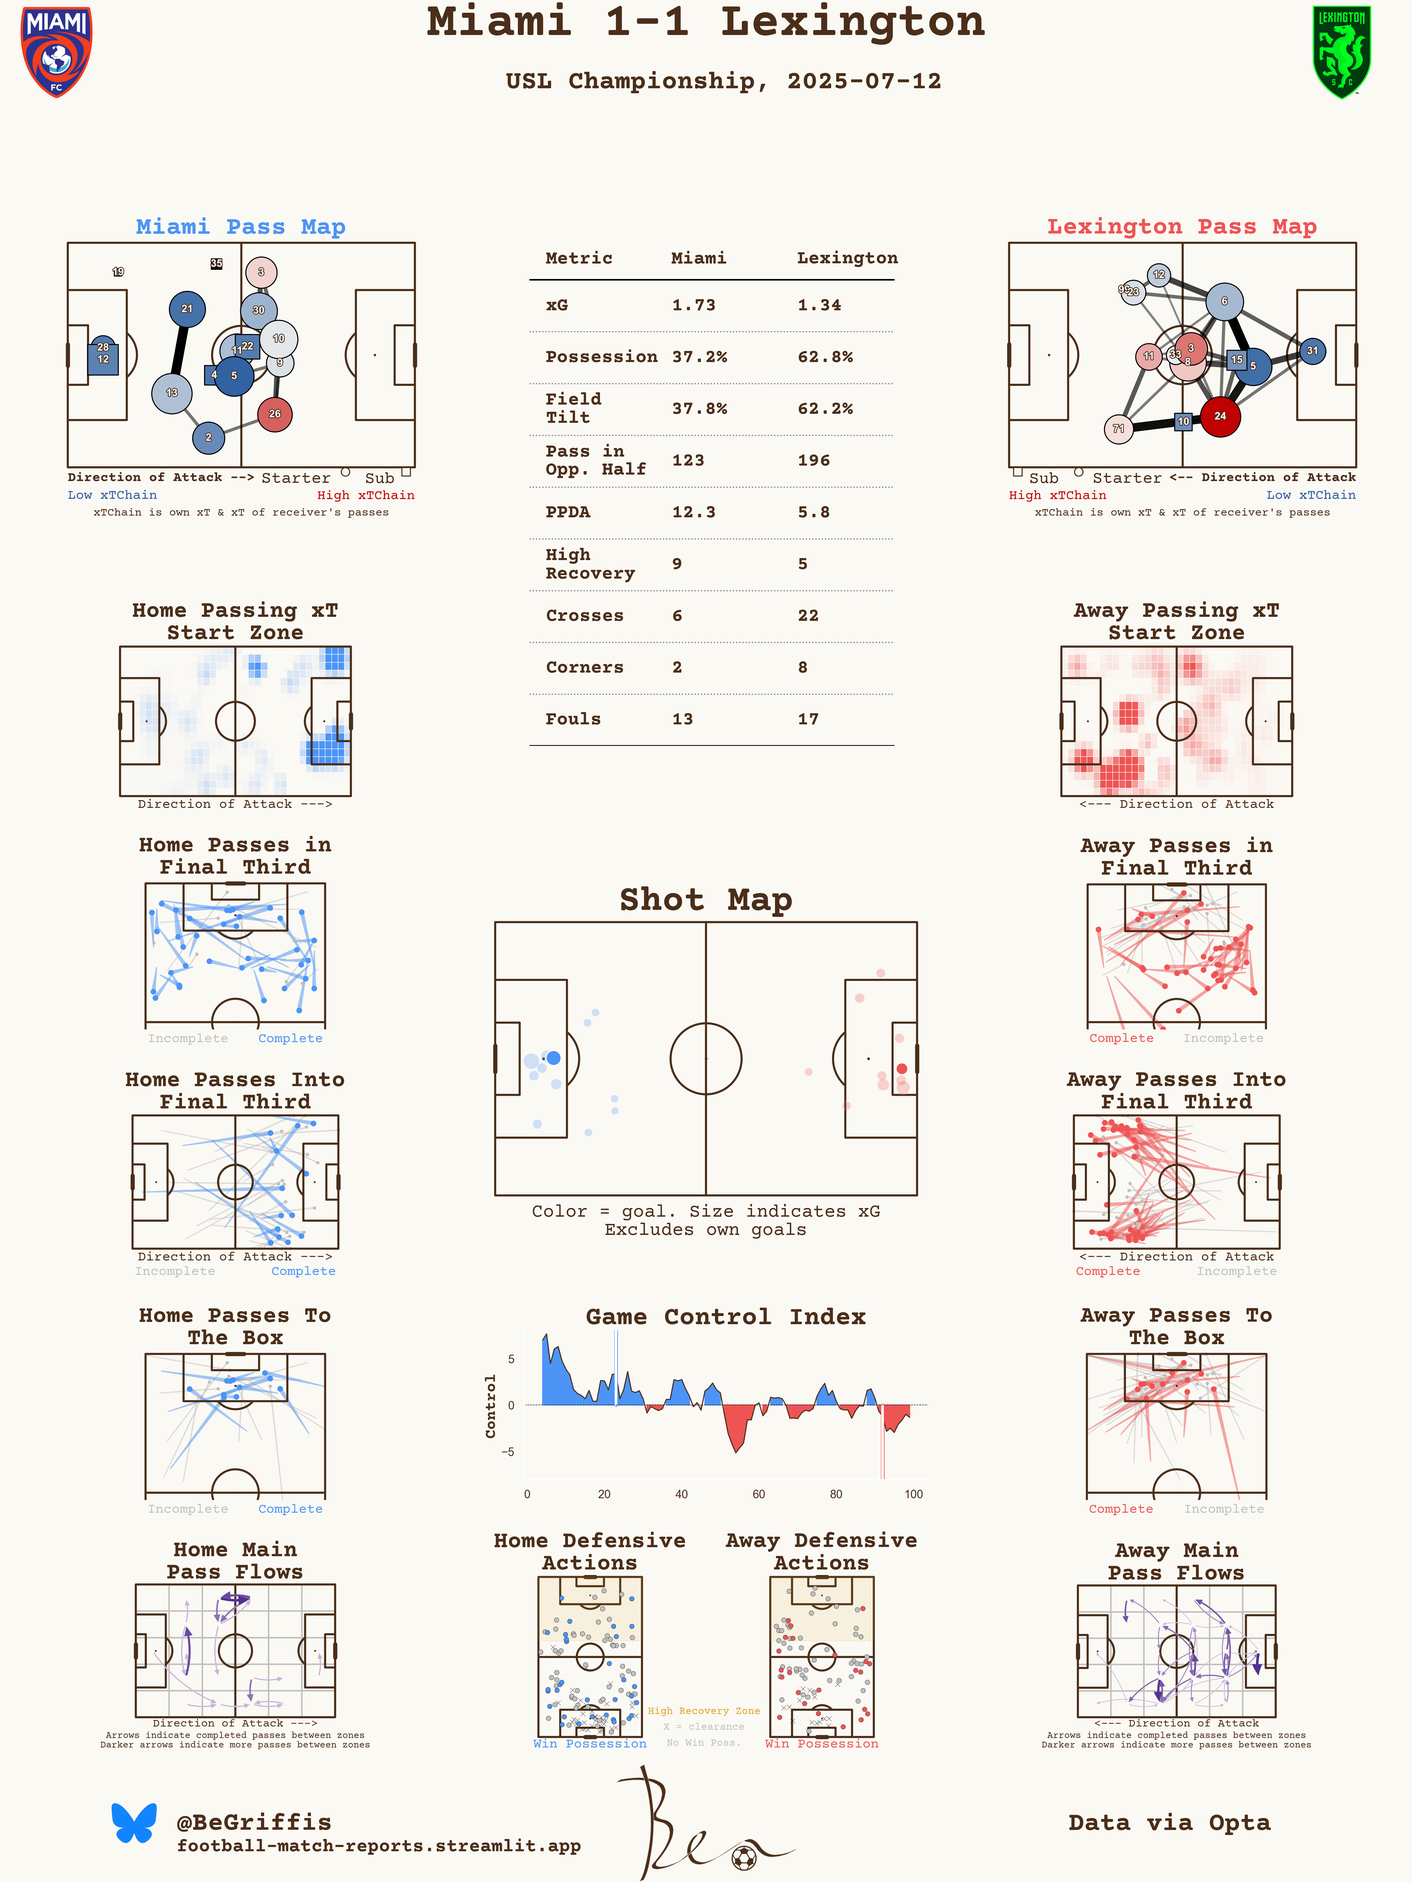 MIAMI
FC
Miami 1-1 Lexington
LEXINGTON
S C
USL Championship, 2025-07-12
Miami Pass Map
19
35
3
21
30
10
28
12
11
22
9
4
5
13
26
2
Direction of Attack --> Starter Sub
Low xTChain High xTChain
xTChain is own xT & xT of receiver's passes
Metric Miami Lexington
xG 1.73 1.34
Possession 37.2% 62.8%
Field
Tilt 37.8% 62.2%
Pass in
Opp. Half 123 196
PPDA 12.3 5.8
High
Recovery 9 5
Crosses 6 22
Corners 2 8
Fouls 13 17
Lexington Pass Map
12
23
6
11
33
3
8
15
5
31
71
10
24
Sub Starter <-- Direction of Attack
High xTChain Low xTChain
xTChain is own xT & xT of receiver's passes
Home Passing xT
Start Zone
Direction of Attack --->
Away Passing xT
Start Zone
<--- Direction of Attack
Home Passes in
Final Third
Incomplete Complete
Shot Map
Color = goal. Size indicates xG
Excludes own goals
Away Passes in
Final Third
Complete Incomplete
Home Passes Into
Final Third
Direction of Attack --->
Incomplete Complete
Away Passes Into
Final Third
<--- Direction of Attack
Complete Incomplete
Home Passes To
The Box
Incomplete Complete
Game Control Index
Control
5
0
−5
0 20 40 60 80 100
Away Passes To
The Box
Complete Incomplete
Home Main
Pass Flows
Direction of Attack --->
Arrows indicate completed passes between zones
Darker arrows indicate more passes between zones
Home Defensive
Actions
Win Possession
High Recovery Zone
X = clearance
No Win Poss.
Away Defensive
Actions
Win Possession
Away Main
Pass Flows
<--- Direction of Attack
Arrows indicate completed passes between zones
Darker arrows indicate more passes between zones
@BeGriffis
football-match-reports.streamlit.app
Ben
Data via Opta